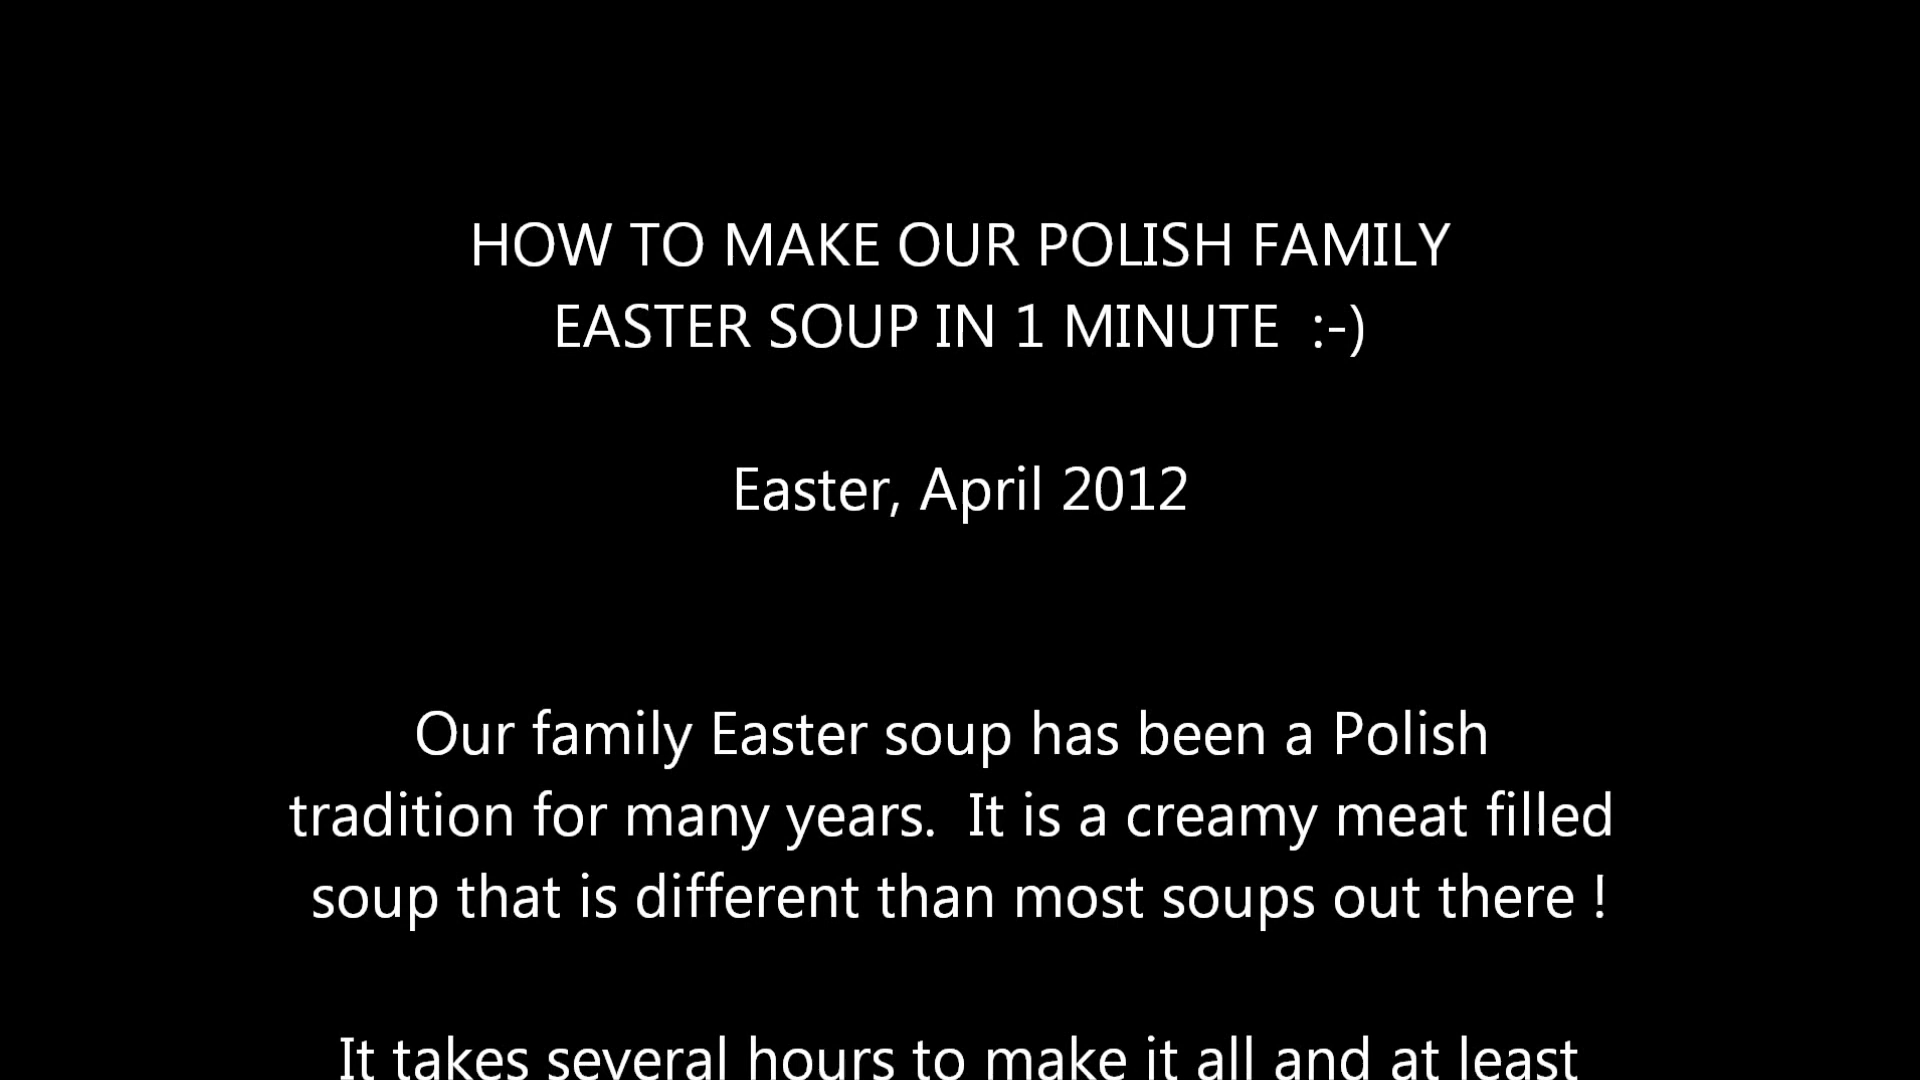 HOW TO MAKE OUR POLISH FAMILY
EASTER SOUP IN 1 MINUTE  :-)
Easter, April 2012
Our family Easter soup has been a Polish
tradition for many years.  It is a creamy meat filled
soup that is different than most soups out there !
It takes several hours to make it all and at least